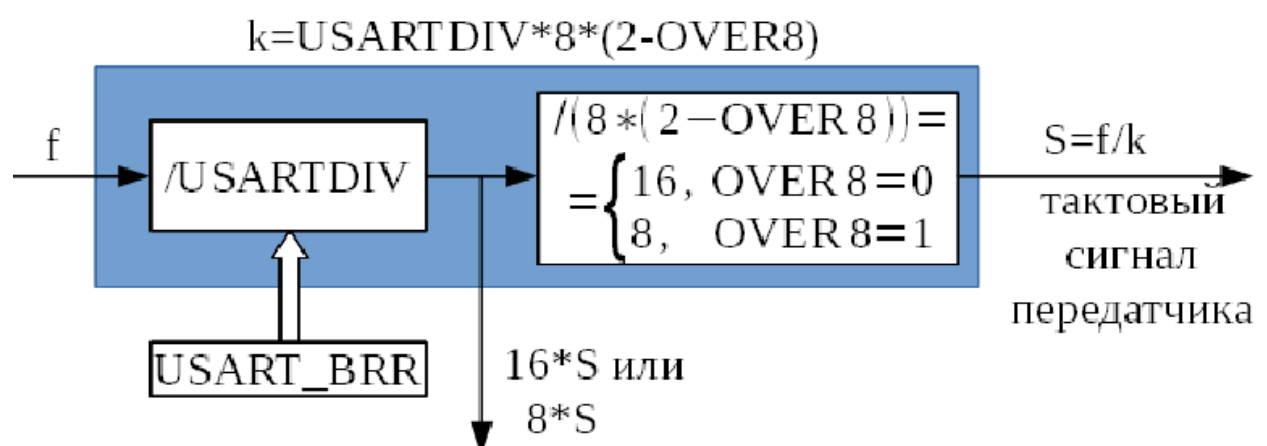 k=USARTDIV*8*(2-OVER8)
f
/USARTDIV
/(8*(2-OVER8))=
={16, OVER8=0
8, OVER8=1
S=f/k
тактовый
сигнал
передатчика
USART_BRR
16*S или
8*S